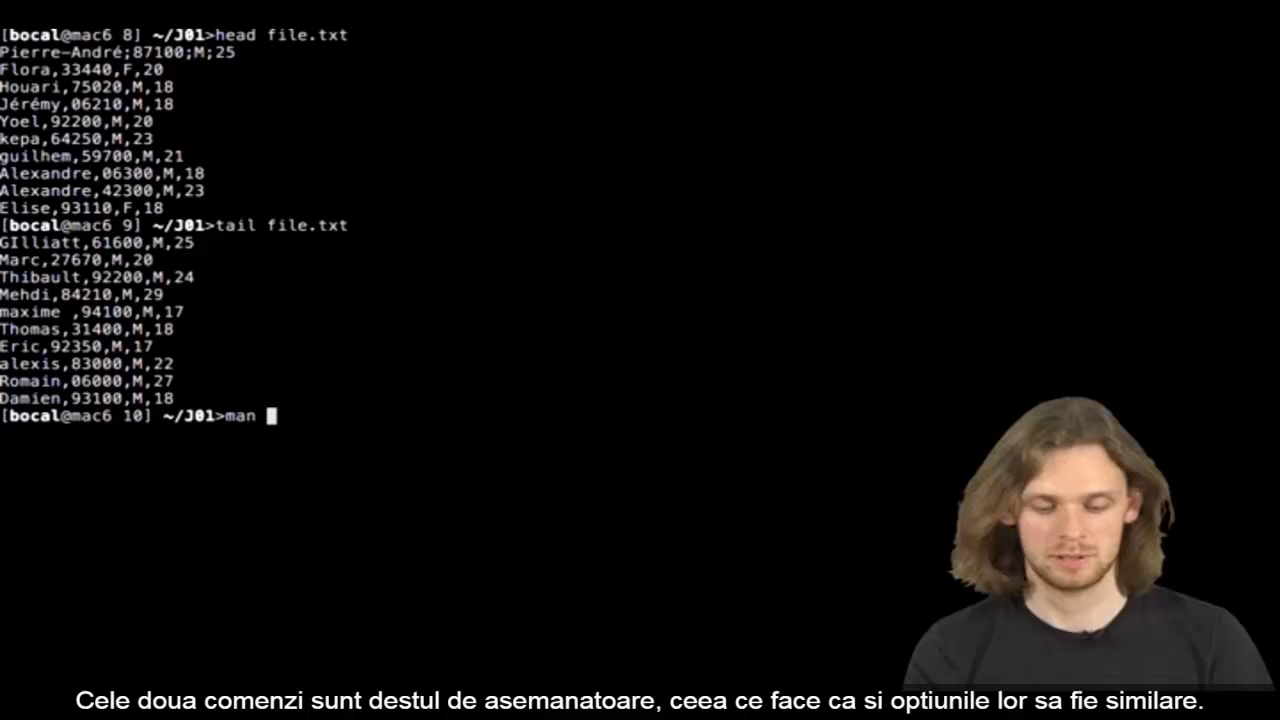 [bocal@mac6 8] ~/J01>head file.txt
Pierre-André;87100;M;25
Flora,33440,F,20
Houari,75020,M,18
Jérémy,06210,M,18
Yoel,92200,M,20
kepa,64250,M,23
guilhem,59700,M,21
Alexandre,06300,M,18
Alexandre,42300,M,23
Elise,93110,F,18
[bocal@mac6 9] ~/J01>tail file.txt
GIlliatt,61600,M,25
Marc,27670,M,20
Thibault,92200,M,24
Mehdi,84210,M,29
maxime ,94100,M,17
Thomas,31400,M,18
Eric,92350,M,17
alexis,83000,M,22
Romain,06000,M,27
Damien,93100,M,18
[bocal@mac6 10] ~/J01>man
Cele doua comenzi sunt destul de asemanatoare, ceea ce face ca si optiunile lor sa fie similare.